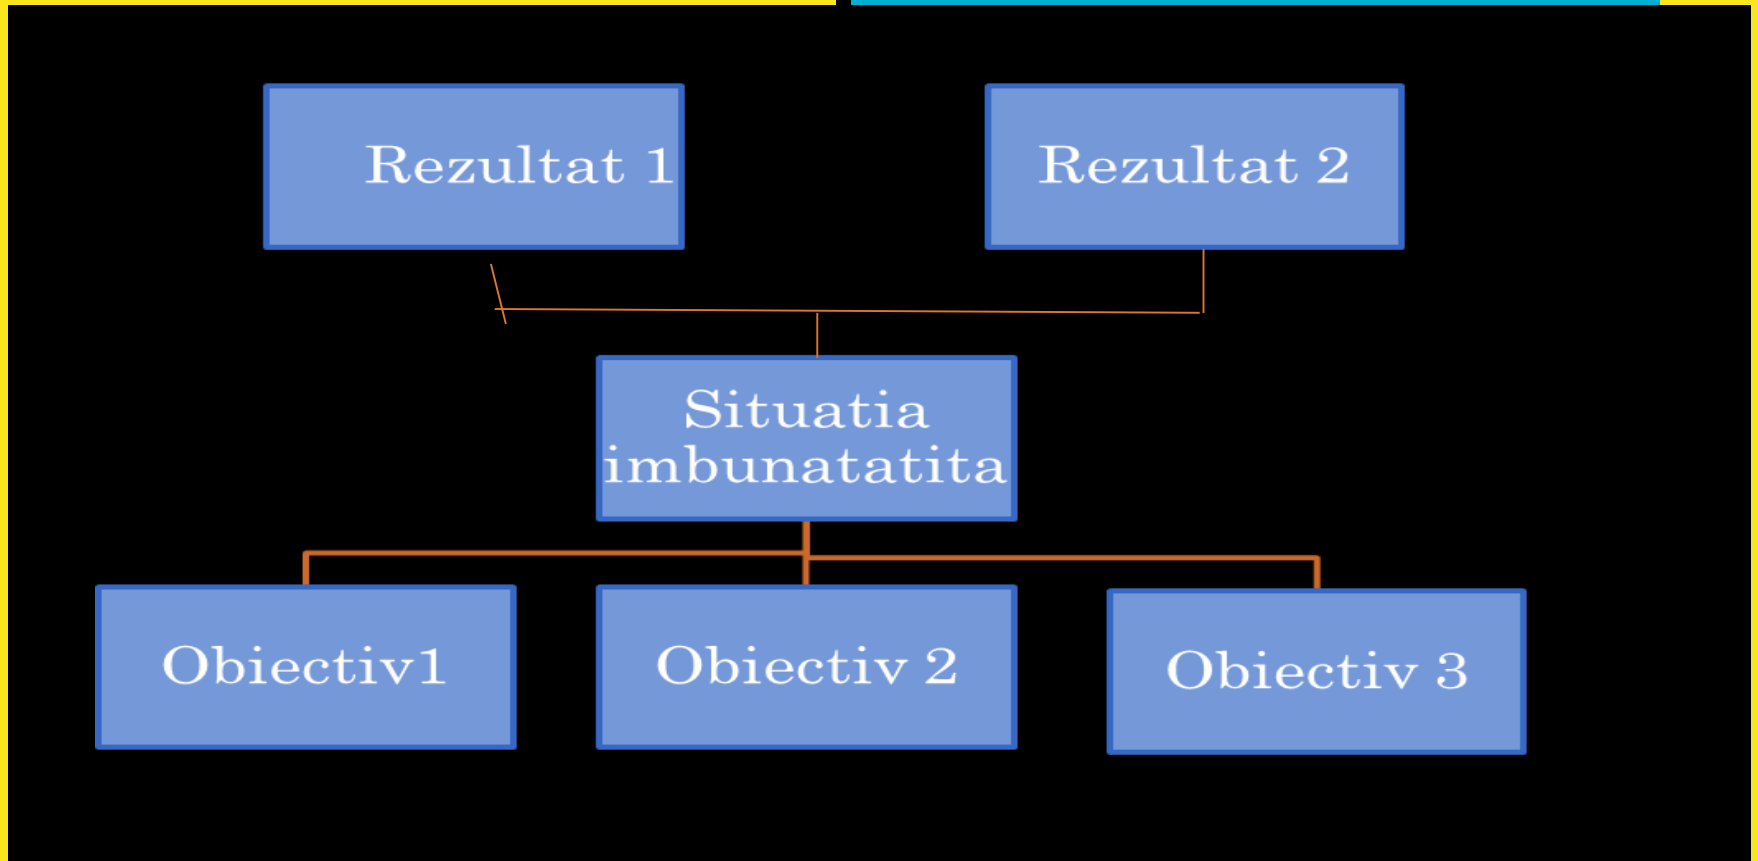 Rezultat 1
Rezultat 2
Situatia
imbunatatita
Obiectiv1
Obiectiv 2
Obiectiv 3